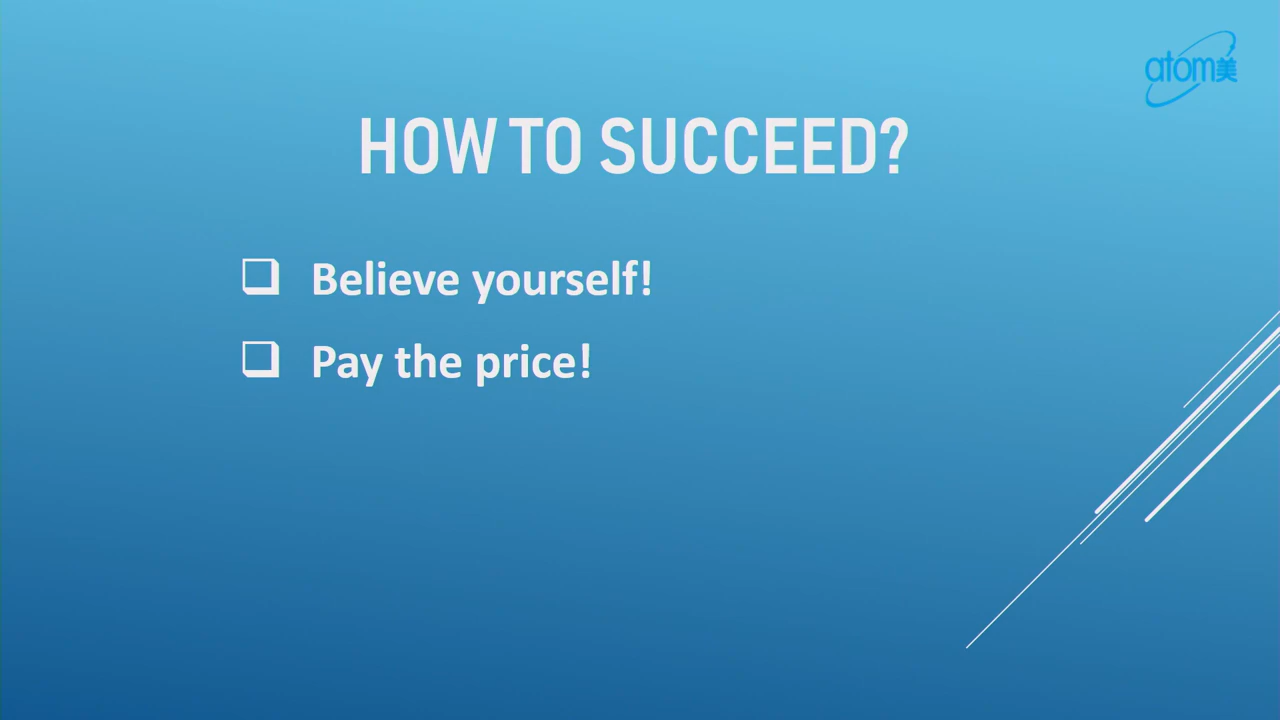 atom美
HOW TO SUCCEED?
❑ Believe yourself!
❑ Pay the price!